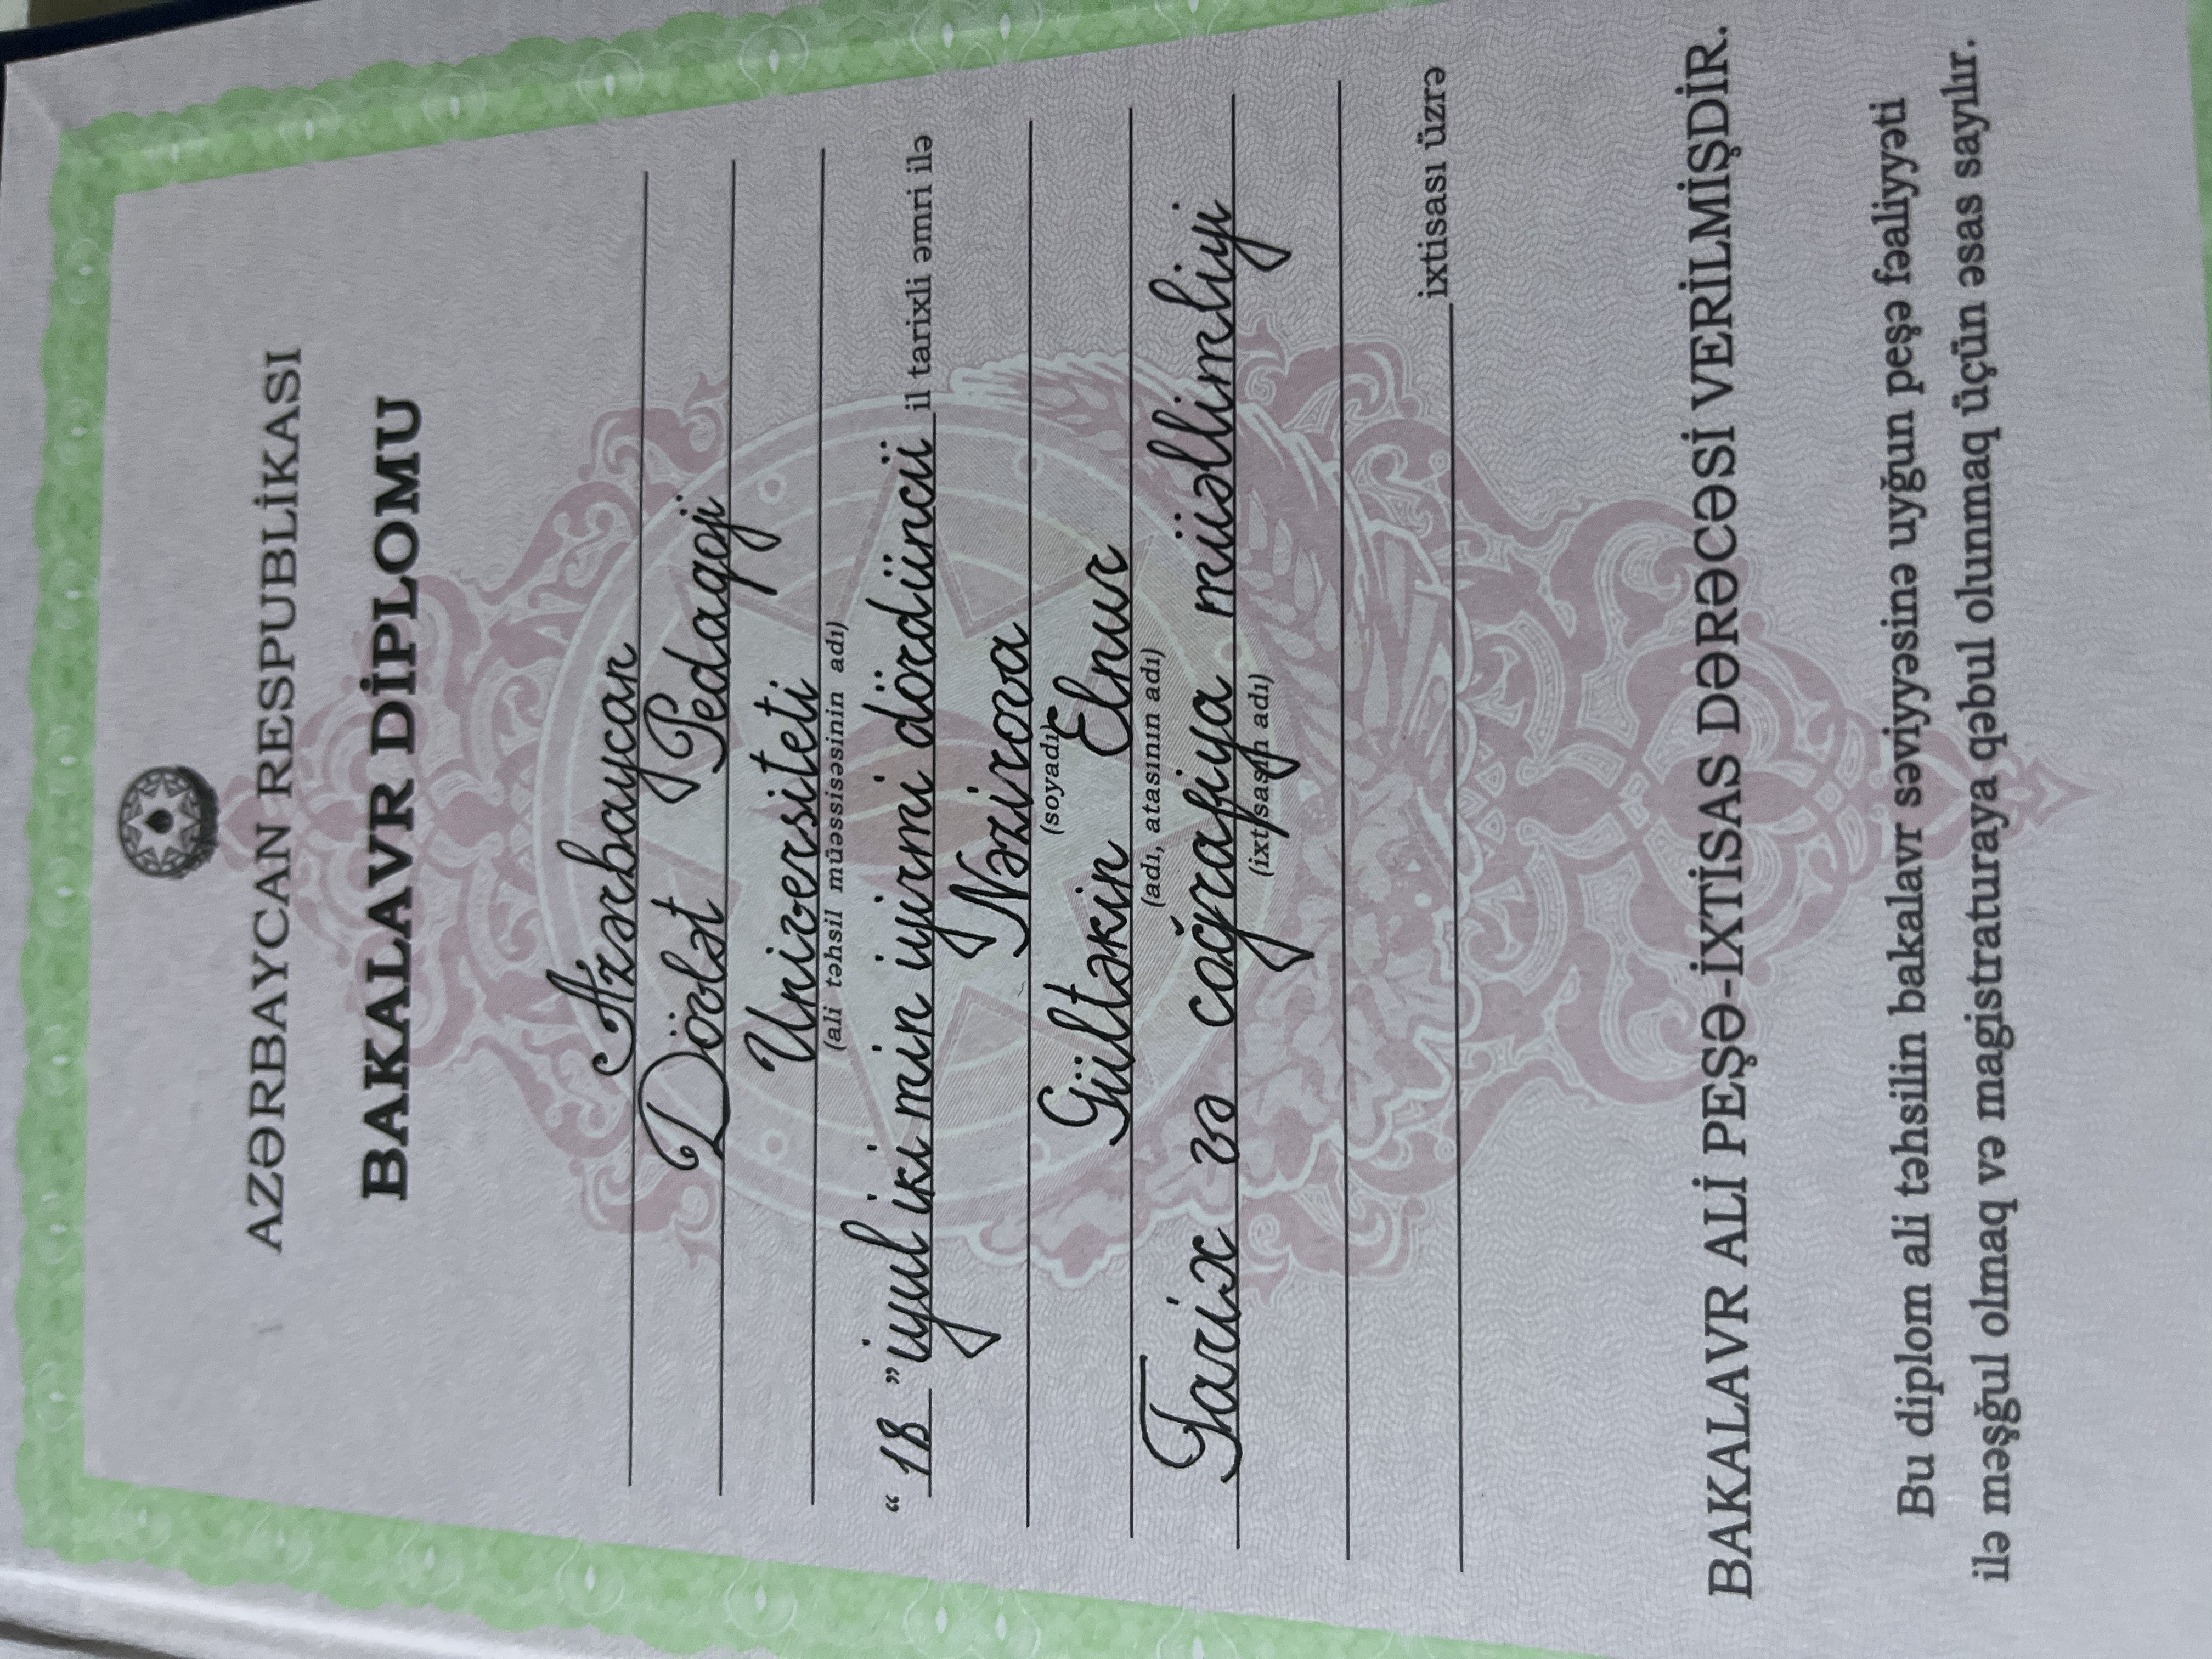 AZƏRBAYCAN RESPUBLİKASI
BAKALAVR DİPLOMU
Azərbaycan
Dövlət Pedaqoji
Universiteti
(ali təhsil müəssisəsinin adı)
“18” iyul iki min iyirmi dördüncü il tarixli əmri ilə
Nəzirova
(soyadı)
Gültəkin Elnur
(adı, atasının adı)
Tarix və coğrafiya müəllimliyi
(ixtisasın adı)
ixtisası üzrə
BAKALAVR ALİ PEŞƏ-İXTİSAS DƏRƏCƏSİ VERİLMİŞDİR.
Bu diplom ali təhsilin bakalavr səviyyəsinə uyğun peşə fəaliyyəti
ilə məşğul olmaq və magistraturaya qəbul olunmaq üçün əsas sayılır.